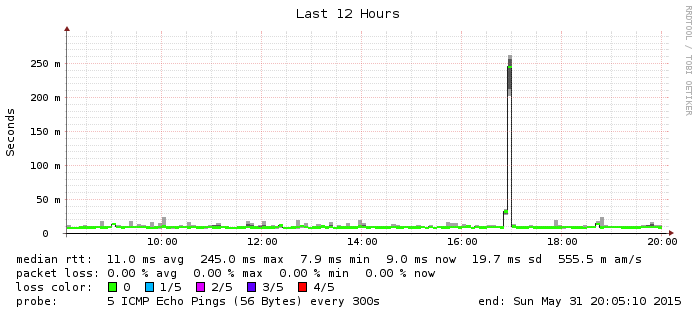 Last 12 Hours
RRDTOOL / TOBI OETIKER
Seconds
250 m
200 m
150 m
100 m
50 m
0
10:00 12:00 14:00 16:00 18:00 20:00
median rtt: 11.0 ms avg 245.0 ms max 7.9 ms min 9.0 ms now 19.7 ms sd 555.5 m am/s
packet loss: 0.00 % avg 0.00 % max 0.00 % min 0.00 % now
loss color: 0 1/5 2/5 3/5 4/5
probe: 5 ICMP Echo Pings (56 Bytes) every 300s end: Sun May 31 20:05:10 2015